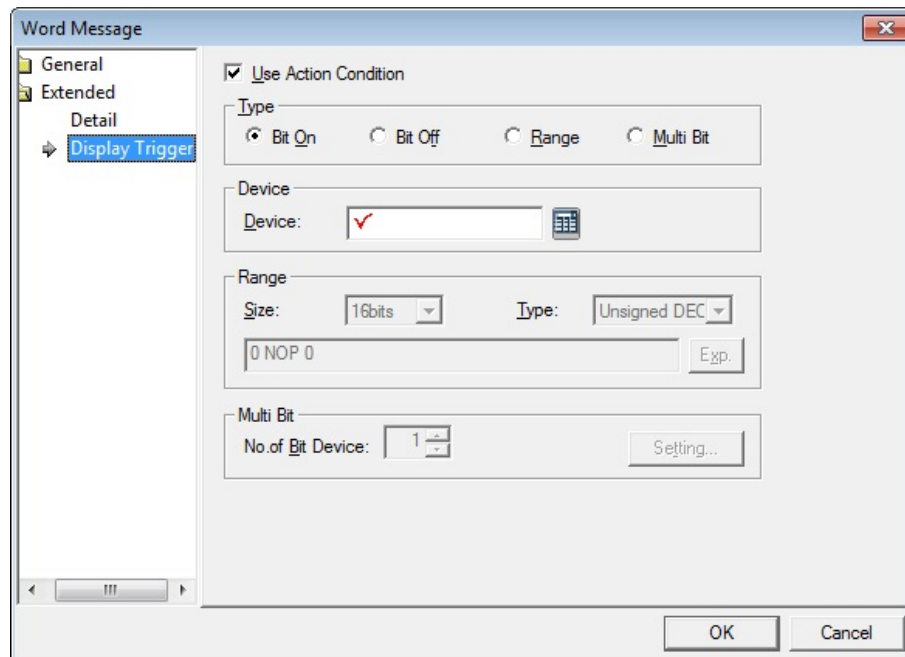 Word Message
General
Extended
Detail
Display Trigger
Use Action Condition
Type
Bit On Bit Off Range Multi Bit
Device
Device:
Range
Size: 16bits Type: Unsigned DEC
0 NOP 0 Exp.
Multi Bit
No.of Bit Device: 1 Setting...
OK Cancel